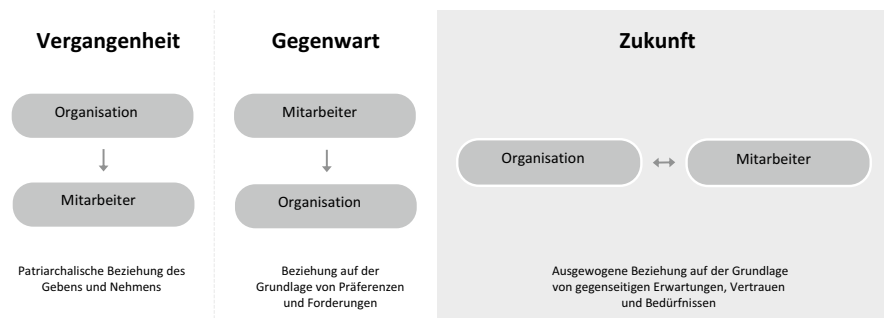 Vergangenheit
Organisation
Mitarbeiter
Patriarchalische Beziehung des
Gebens und Nehmens
Gegenwart
Mitarbeiter
Organisation
Beziehung auf der
Grundlage von Präferenzen
und Forderungen
Zukunft
Organisation
Mitarbeiter
Ausgewogene Beziehung auf der Grundlage
von gegenseitigen Erwartungen, Vertrauen
und Bedürfnissen